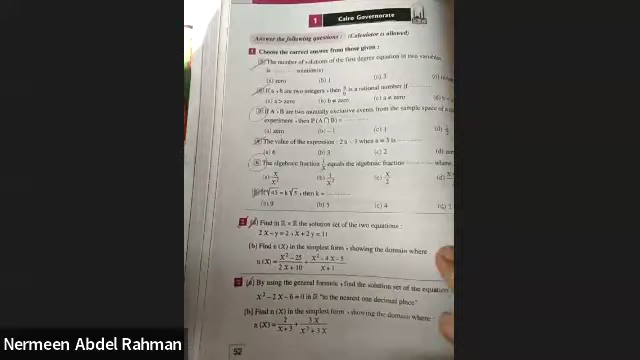 1 Cairo Governorate
Answer the following questions : (Calculator is allowed)
1 Choose the correct answer from those given :
The number of solutions of the first degree equation in two variables
is ............ solution(s)
(a) zero (b) 1 (c) 3
If a , b are two integers , then a/b is a rational number if ............
(a) a > zero (b) b ≠ zero (c) a ≠ zero
If A , B are two mutually exclusive events from the sample space of a
experiment , then P (A ∩ B) = ............
(a) zero (b) – 1 (c) 1 (d)
The value of the expression when a = 3 is ............
(a) 6 (b) 3 (c) 2 (d)
The algebraic fraction equals the algebraic fraction ............ where
(a) X/X² (b) 1/X² (c) X/2 (d)
If √45 = k √5 , then k = ............
(a) 9 (b) 5 (c) 4
2 Find in ℝ × ℝ the solution set of the two equations :
2 X – y = 2 , X + 2 y = 11
(b) Find n (X) in the simplest form , showing the domain where
n (X) = X² – 25 / 2 X + 10 X² – 4 X – 5 / X + 1
By using the general formula , find the solution set of the equation
X² – 2 X – 6 = 0 in ℝ "to the nearest one decimal place"
(b) Find n (X) in the simplest form , showing the domain where :
n (X) = 2 / X + 3 + 3 X / X² + 3 X
52
Nermeen Abdel Rahman